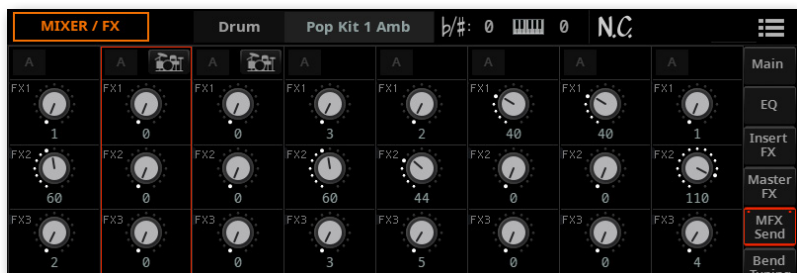 MIXER / FX Drum Pop Kit 1 Amb ♭/♯: 0 0 N.C.
A A A A A A A A Main
FX1 FX1 FX1 FX1 FX1 FX1 FX1 FX1 EQ
1 0 0 3 2 40 40 1
Insert
FX
FX2 FX2 FX2 FX2 FX2 FX2 FX2 FX2
Master
FX
60 0 0 60 44 0 0 110
FX3 FX3 FX3 FX3 FX3 FX3 FX3 FX3
MFX
Send
2 0 0 3 5 0 0 4
Bend
Tuning